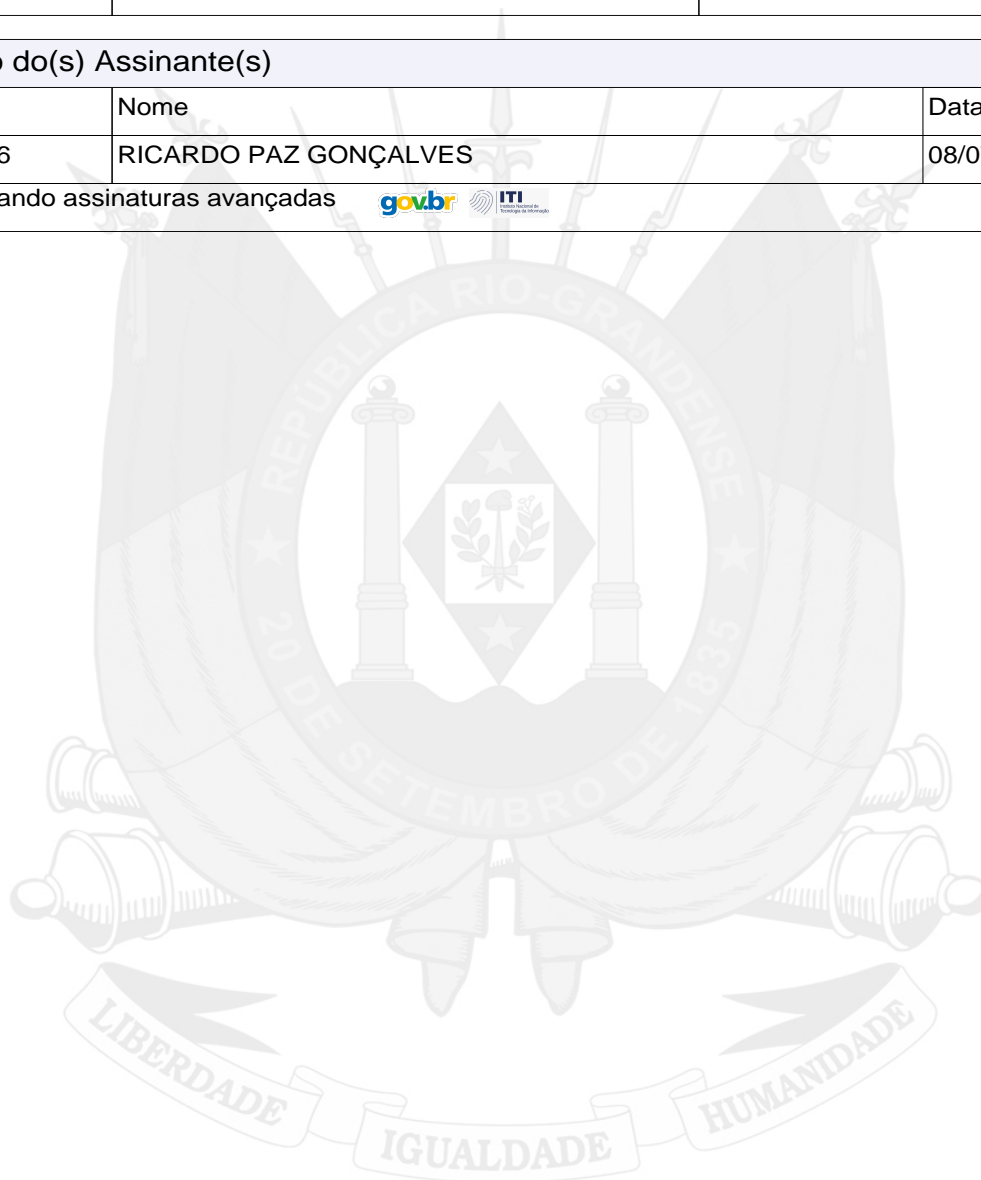 o do(s) Assinante(s)
Nome Data
6 RICARDO PAZ GONÇALVES 08/0
ando assinaturas avançadas gov.br ITI
REPÚBLICA RIO-GRANDENSE
20 DE SETEMBRO DE 1835
LIBERDADE IGUALDADE HUMANIDADE